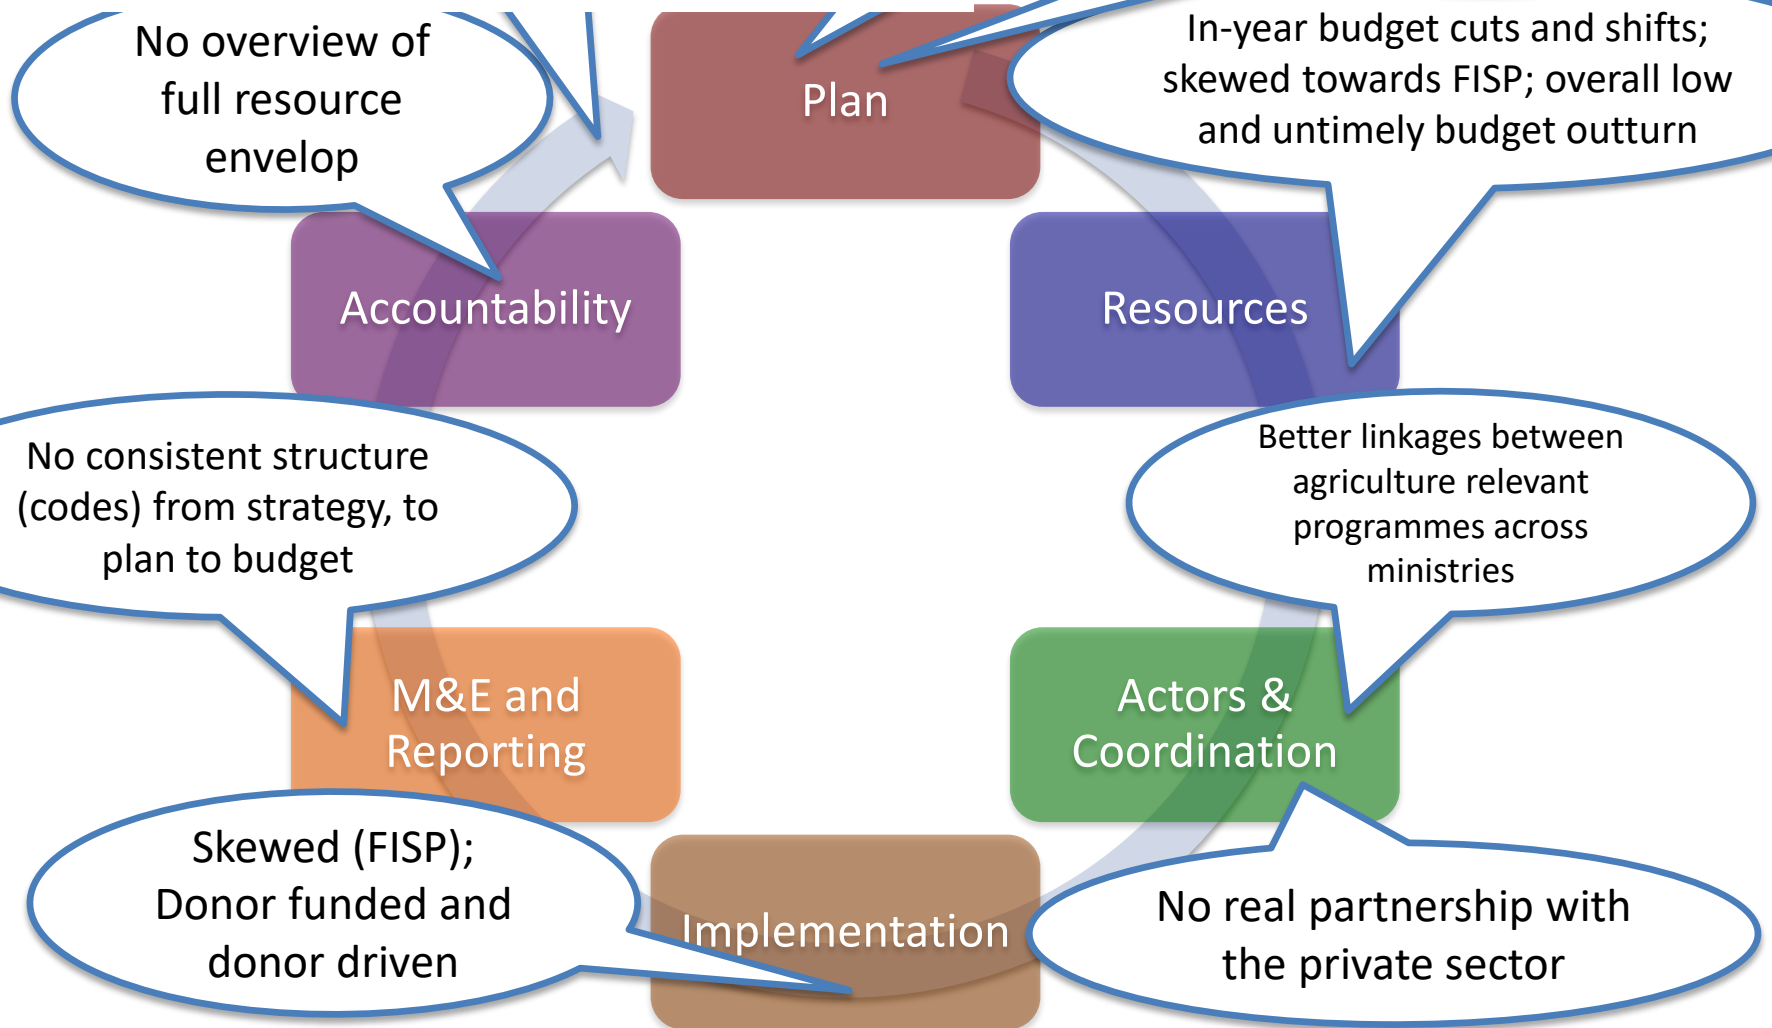 No overview of
full resource
envelop
Plan
In-year budget cuts and shifts;
skewed towards FISP; overall low
and untimely budget outturn
Accountability
Resources
No consistent structure
(codes) from strategy, to
plan to budget
Better linkages between
agriculture relevant
programmes across
ministries
M&E and
Reporting
Actors &
Coordination
Skewed (FISP);
Donor funded and
donor driven
Implementation
No real partnership with
the private sector